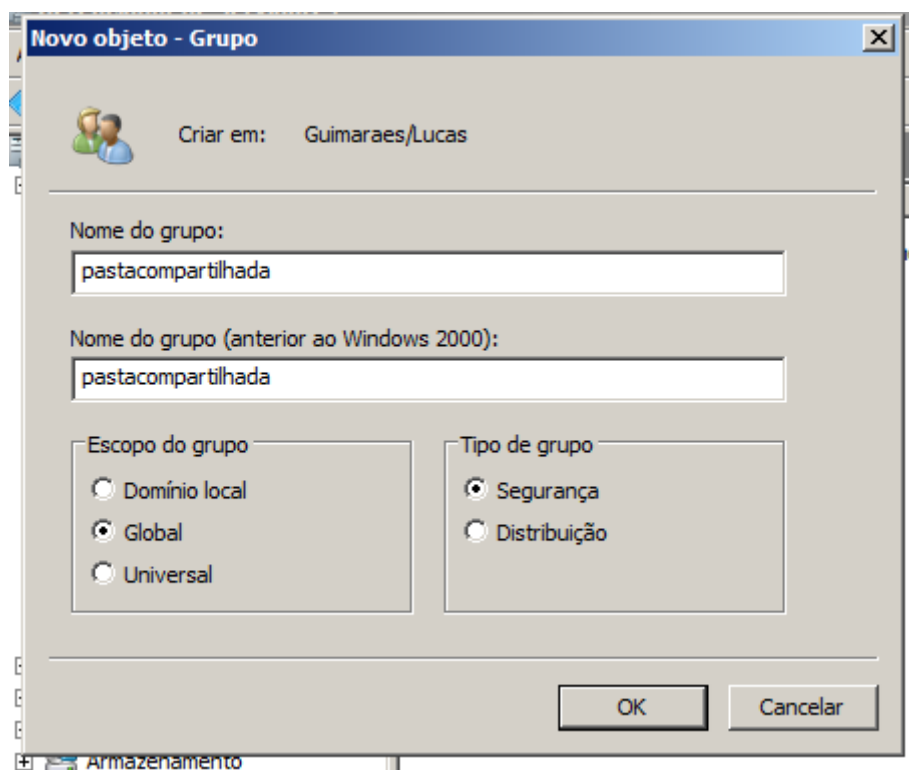 Novo objeto - Grupo
Criar em: Guimaraes/Lucas
Nome do grupo:
pastacompartilhada
Nome do grupo (anterior ao Windows 2000):
pastacompartilhada
Escopo do grupo
Domínio local
Global
Universal
Tipo de grupo
Segurança
Distribuição
OK Cancelar
Armazenamento